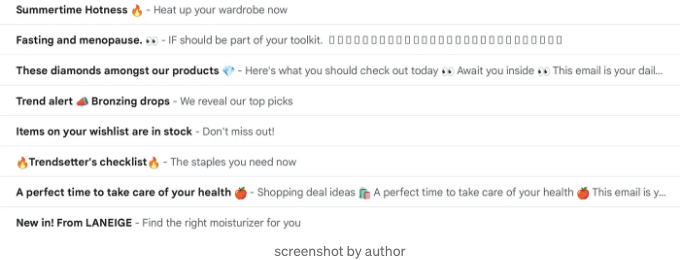 Summertime Hotness 🔥 - Heat up your wardrobe now
Fasting and menopause. 👀 - IF should be part of your toolkit. ▯▯▯▯▯▯▯▯▯▯▯▯▯▯▯▯▯▯▯▯▯▯▯▯▯▯▯
These diamonds amongst our products 💎 - Here's what you should check out today 👀 Await you inside 👀 This email is your dail...
Trend alert 📣 Bronzing drops - We reveal our top picks
Items on your wishlist are in stock - Don't miss out!
🔥Trendsetter's checklist🔥 - The staples you need now
A perfect time to take care of your health 🍎 - Shopping deal ideas 🛍️ A perfect time to take care of your health 🍎 This email is y...
New in! From LANEIGE - Find the right moisturizer for you
screenshot by author